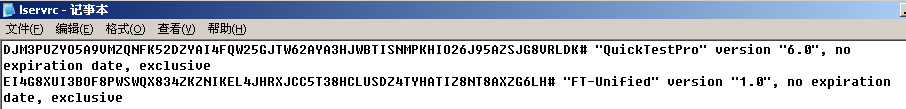 lservrc - 记事本
文件(F) 编辑(E) 格式(O) 查看(V) 帮助(H)
DJM3PUZYO5A9VMZQNFK52DZYAI4FQW25GJTW62AYA3HJWBTISNMPKHIO26J95AZSJG8VRLDK# "QuickTestPro" version "6.0", no
expiration date, exclusive
EI4G8XUI3BOF8PWSWQX834ZKZNIKEL4JHRXJCC5T38HCLUSDZ4TYHATIZ8NT8AXZG6LH# "FT-Unified" version "1.0", no expiration
date, exclusive